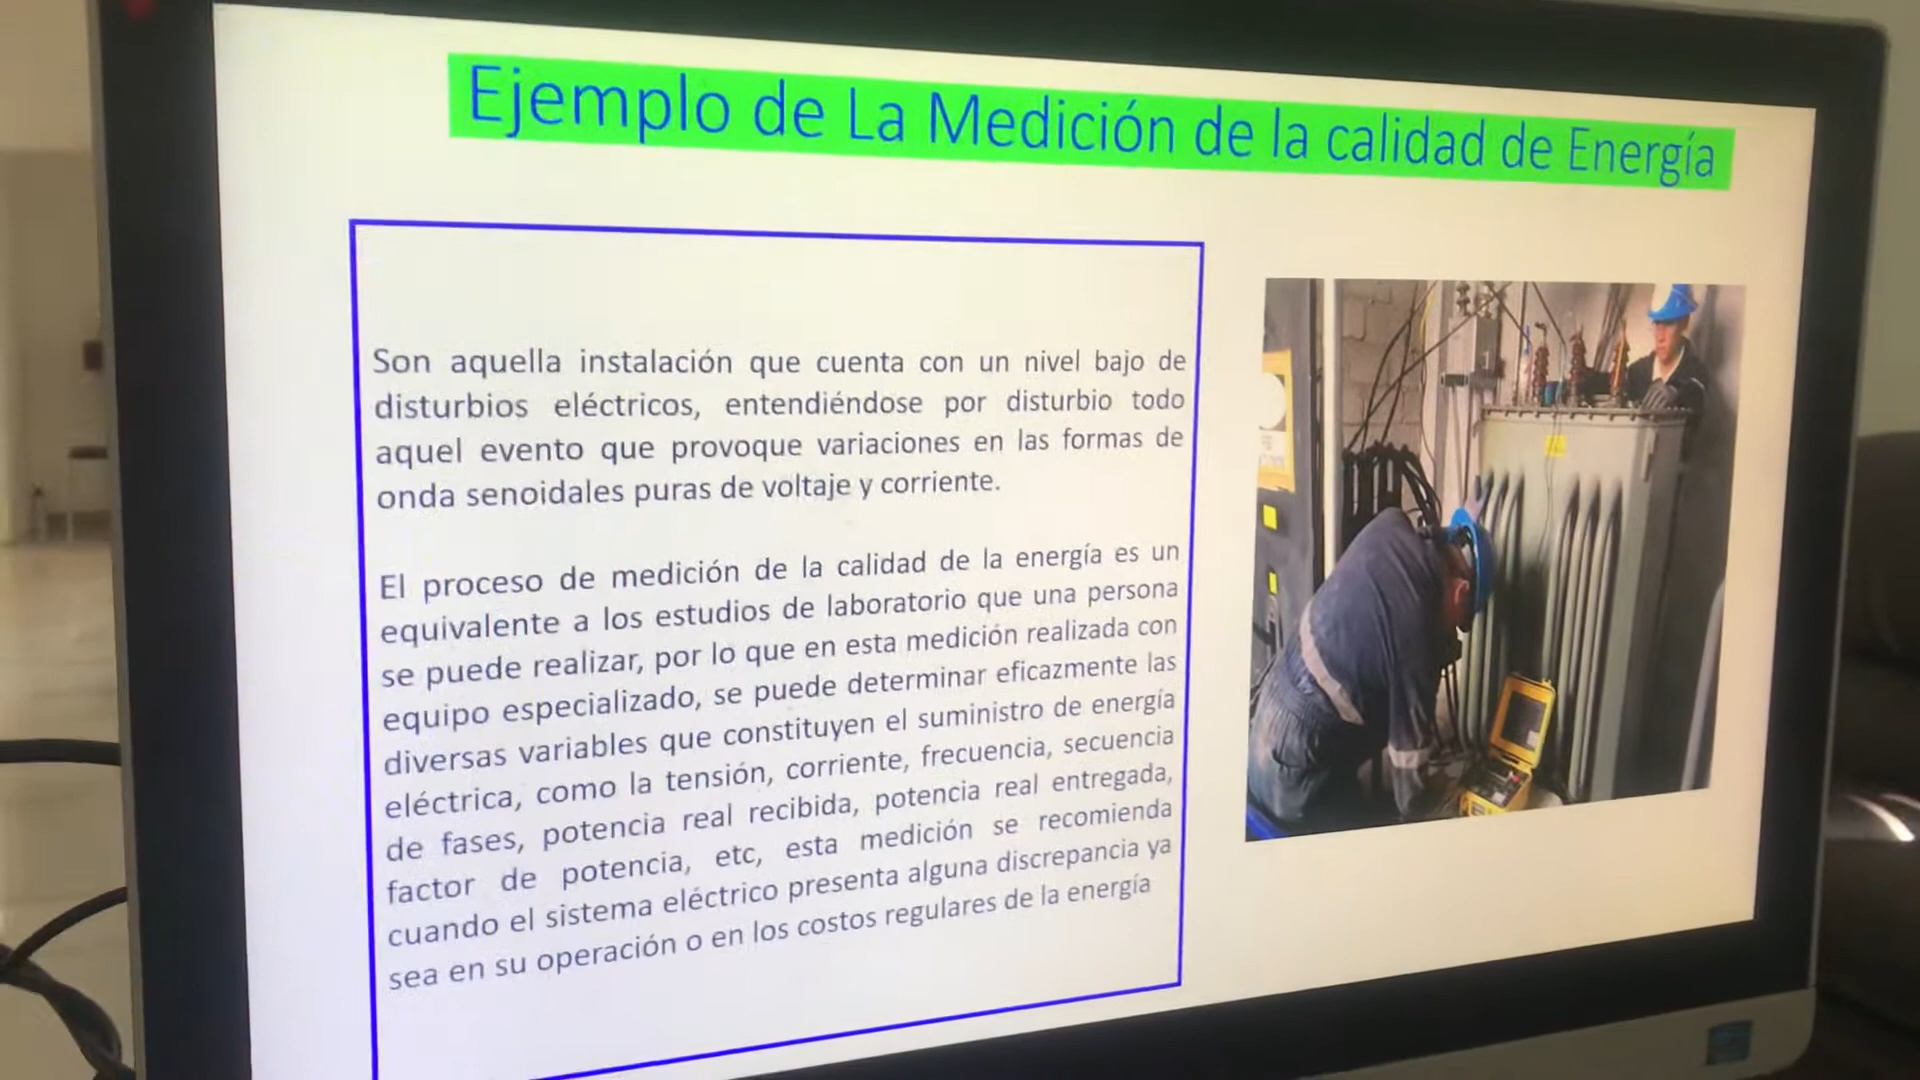 Ejemplo de La Medición de la calidad de Energía
Son aquella instalación que cuenta con un nivel bajo de
disturbios eléctricos, entendiéndose por disturbio todo
aquel evento que provoque variaciones en las formas de
onda senoidales puras de voltaje y corriente.
El proceso de medición de la calidad de la energía es un
equivalente a los estudios de laboratorio que una persona
se puede realizar, por lo que en esta medición realizada con
equipo especializado, se puede determinar eficazmente las
diversas variables que constituyen el suministro de energía
eléctrica, como la tensión, corriente, frecuencia, secuencia
de fases, potencia real recibida, potencia real entregada,
factor de potencia, etc, esta medición se recomienda
cuando el sistema eléctrico presenta alguna discrepancia ya
sea en su operación o en los costos regulares de la energía